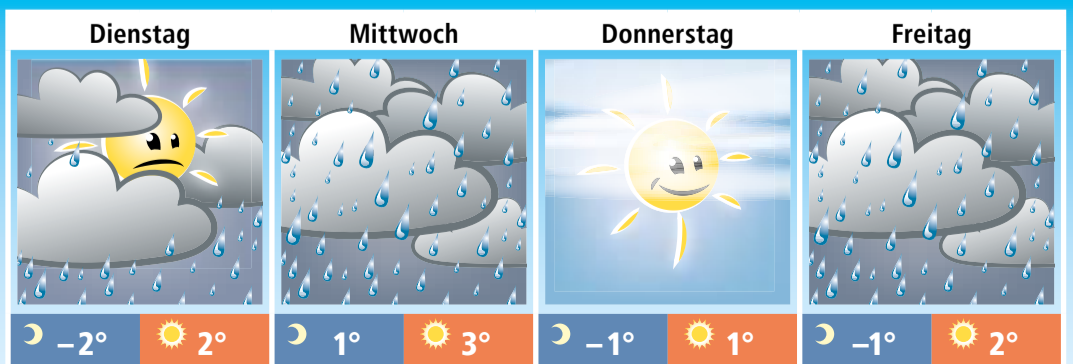 Dienstag Mittwoch Donnerstag Freitag
–2° 2° 1° 3° –1° 1° –1° 2°